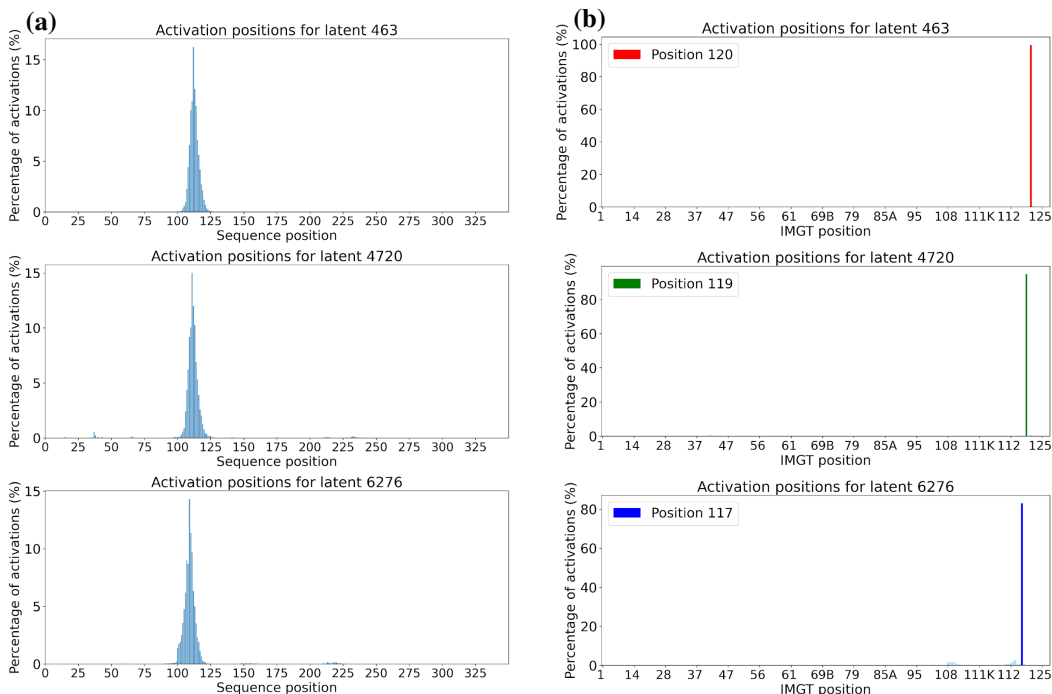 (a)
Activation positions for latent 463
Percentage of activations (%)
15
10
5
0
0 25 50 75 100 125 150 175 200 225 250 275 300 325
Sequence position
Activation positions for latent 4720
Percentage of activations (%)
15
10
5
0
0 25 50 75 100 125 150 175 200 225 250 275 300 325
Sequence position
Activation positions for latent 6276
Percentage of activations (%)
15
10
5
0
0 25 50 75 100 125 150 175 200 225 250 275 300 325
Sequence position
(b)
Activation positions for latent 463
Percentage of activations (%)
Position 120
100
80
60
40
20
0
1 14 28 37 47 56 61 69B 79 85A 95 108 111K 112 125
IMGT position
Activation positions for latent 4720
Percentage of activations (%)
Position 119
80
60
40
20
0
1 14 28 37 47 56 61 69B 79 85A 95 108 111K 112 125
IMGT position
Activation positions for latent 6276
Percentage of activations (%)
Position 117
80
60
40
20
0
1 14 28 37 47 56 61 69B 79 85A 95 108 111K 112 125
IMGT position